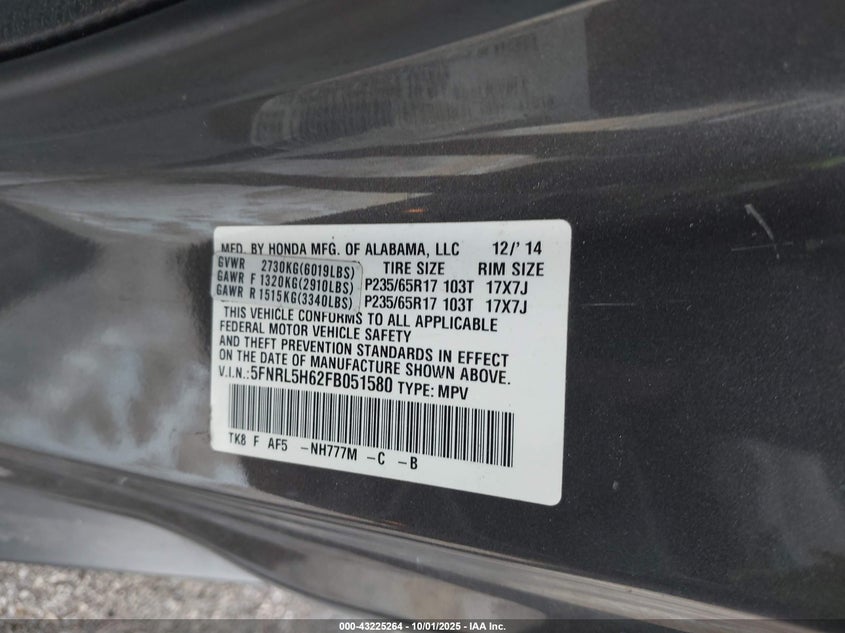 MFD. BY HONDA MFG. OF ALABAMA, LLC 12/' 14
GVWR 2730KG(6019LBS) TIRE SIZE RIM SIZE
GAWR F 1320KG(2910LBS) P235/65R17 103T 17X7J
GAWR R 1515KG(3340LBS) P235/65R17 103T 17X7J
THIS VEHICLE CONFORMS TO ALL APPLICABLE
FEDERAL MOTOR VEHICLE SAFETY
AND THEFT PREVENTION STANDARDS IN EFFECT
ON THE DATE OF MANUFACTURE SHOWN ABOVE.
V.I.N.:5FNRL5H62FB051580 TYPE: MPV
TK8 F AF5 -NH777M -C -B
000-43225264 - 10/01/2025 - IAA Inc.